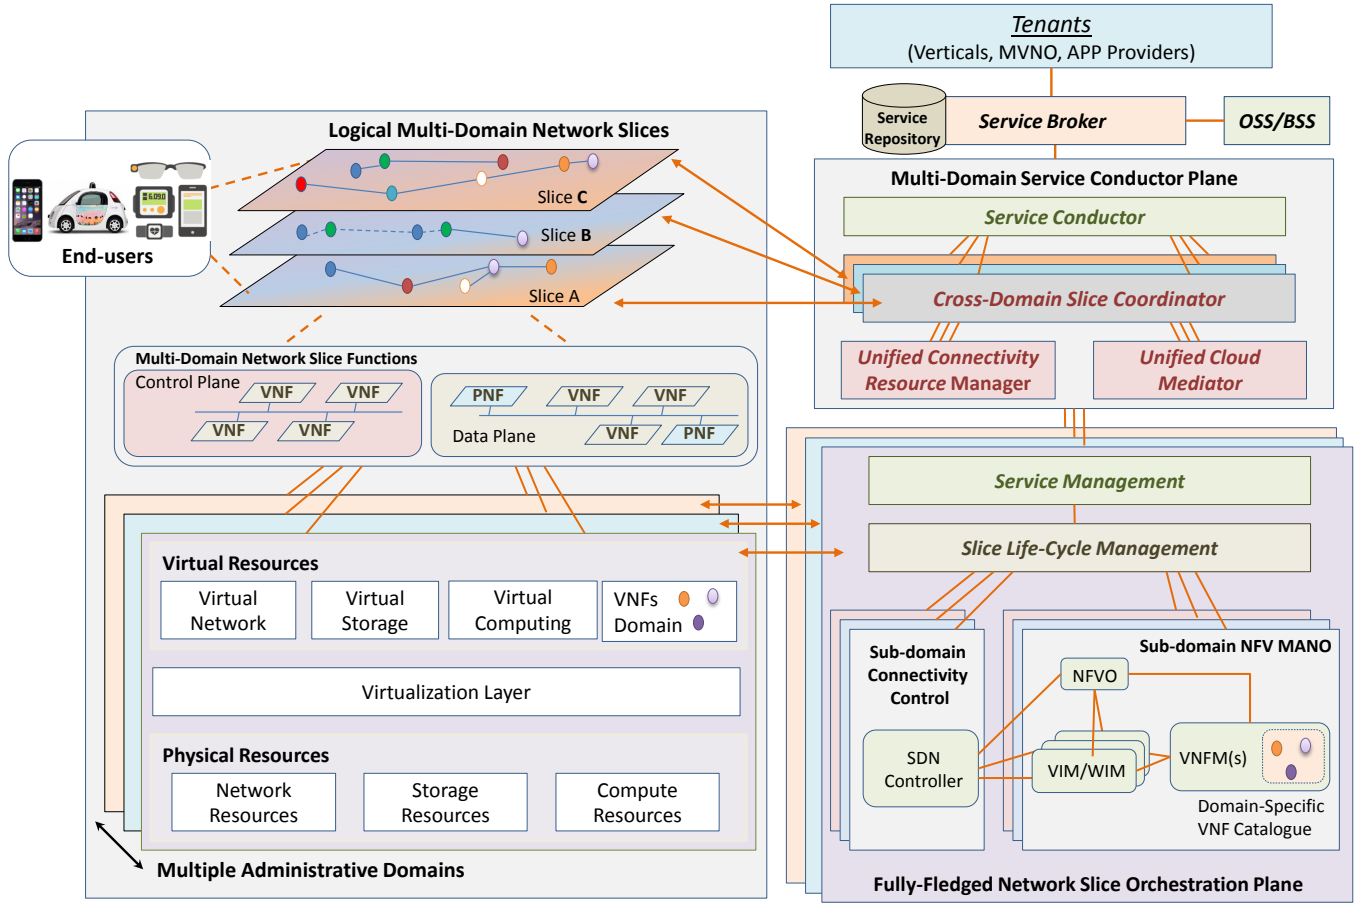 Tenants
(Verticals, MVNO, APP Providers)
Service
Repository
Service Broker
OSS/BSS
Logical Multi-Domain Network Slices
End-users
6.09.0
Slice C
Slice B
Slice A
Multi-Domain Service Conductor Plane
Service Conductor
Cross-Domain Slice Coordinator
Unified Connectivity
Resource Manager
Unified Cloud
Mediator
Multi-Domain Network Slice Functions
Control Plane
VNF
VNF
VNF
VNF
PNF
VNF
VNF
Data Plane
VNF
PNF
Virtual Resources
Virtual
Network
Virtual
Storage
Virtual
Computing
VNFs
Domain
Virtualization Layer
Physical Resources
Network
Resources
Storage
Resources
Compute
Resources
Multiple Administrative Domains
Service Management
Slice Life-Cycle Management
Sub-domain
Connectivity
Control
SDN
Controller
Sub-domain NFV MANO
NFVO
VIM/WIM
VNFM(s)
Domain-Specific
VNF Catalogue
Fully-Fledged Network Slice Orchestration Plane